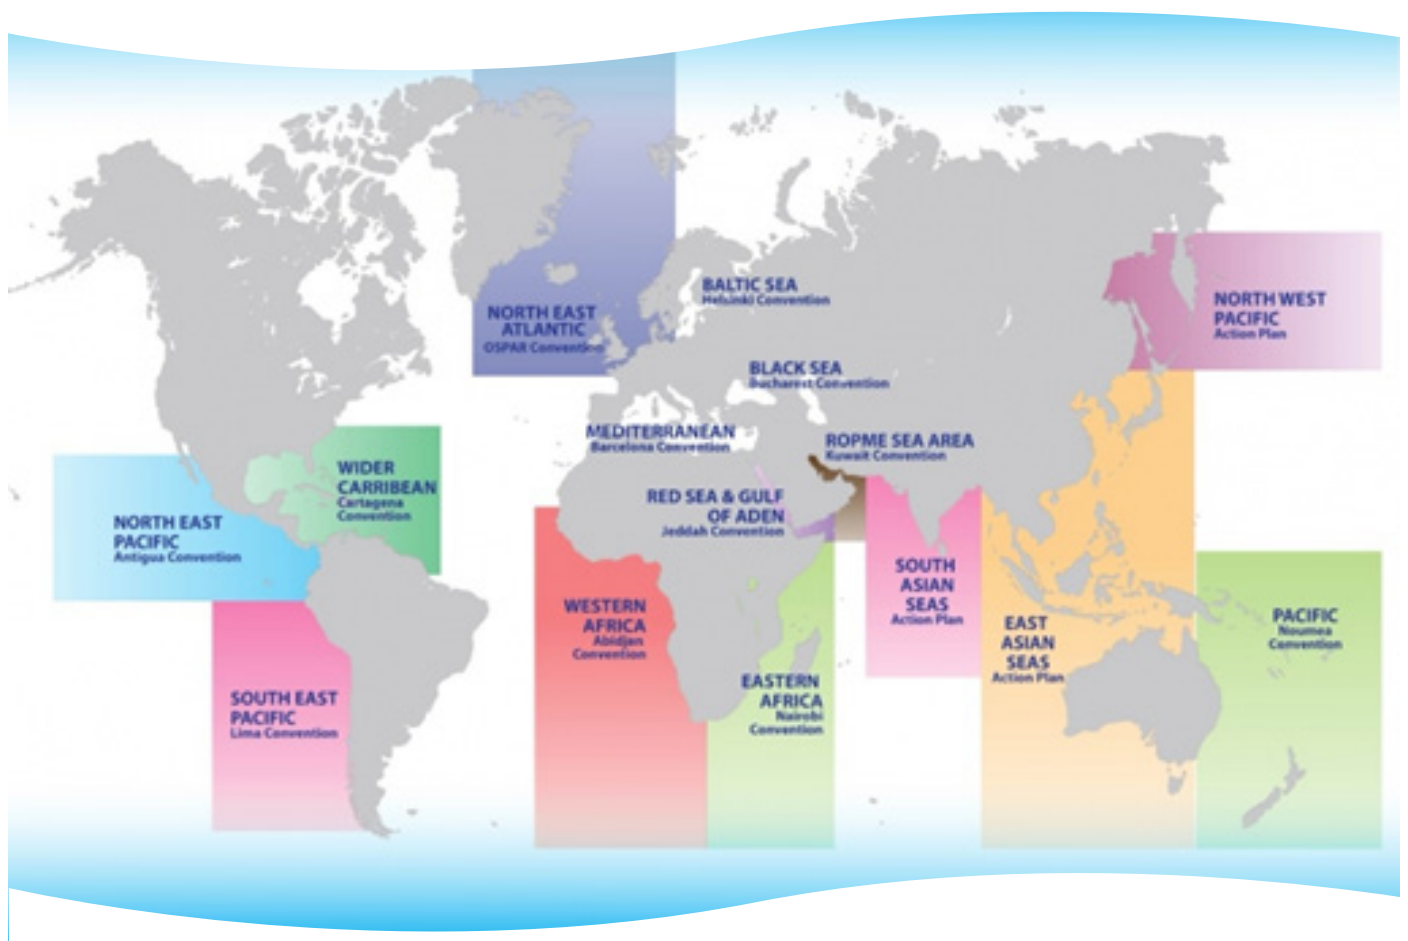 BALTIC SEA
Helsinki Convention
NORTH EAST
ATLANTIC
OSPAR Convention
NORTH WEST
PACIFIC
Action Plan
BLACK SEA
Bucharest Convention
MEDITERRANEAN
Barcelona Convention
ROPME SEA AREA
Kuwait Convention
WIDER
CARRIBEAN
Cartagena
Convention
RED SEA & GULF
OF ADEN
Jeddah Convention
NORTH EAST
PACIFIC
Antigua Convention
SOUTH
ASIAN
SEAS
Action Plan
WESTERN
AFRICA
Abidjan
Convention
EAST
ASIAN
SEAS
Action Plan
PACIFIC
Noumea
Convention
EASTERN
AFRICA
Nairobi
Convention
SOUTH EAST
PACIFIC
Lima Convention